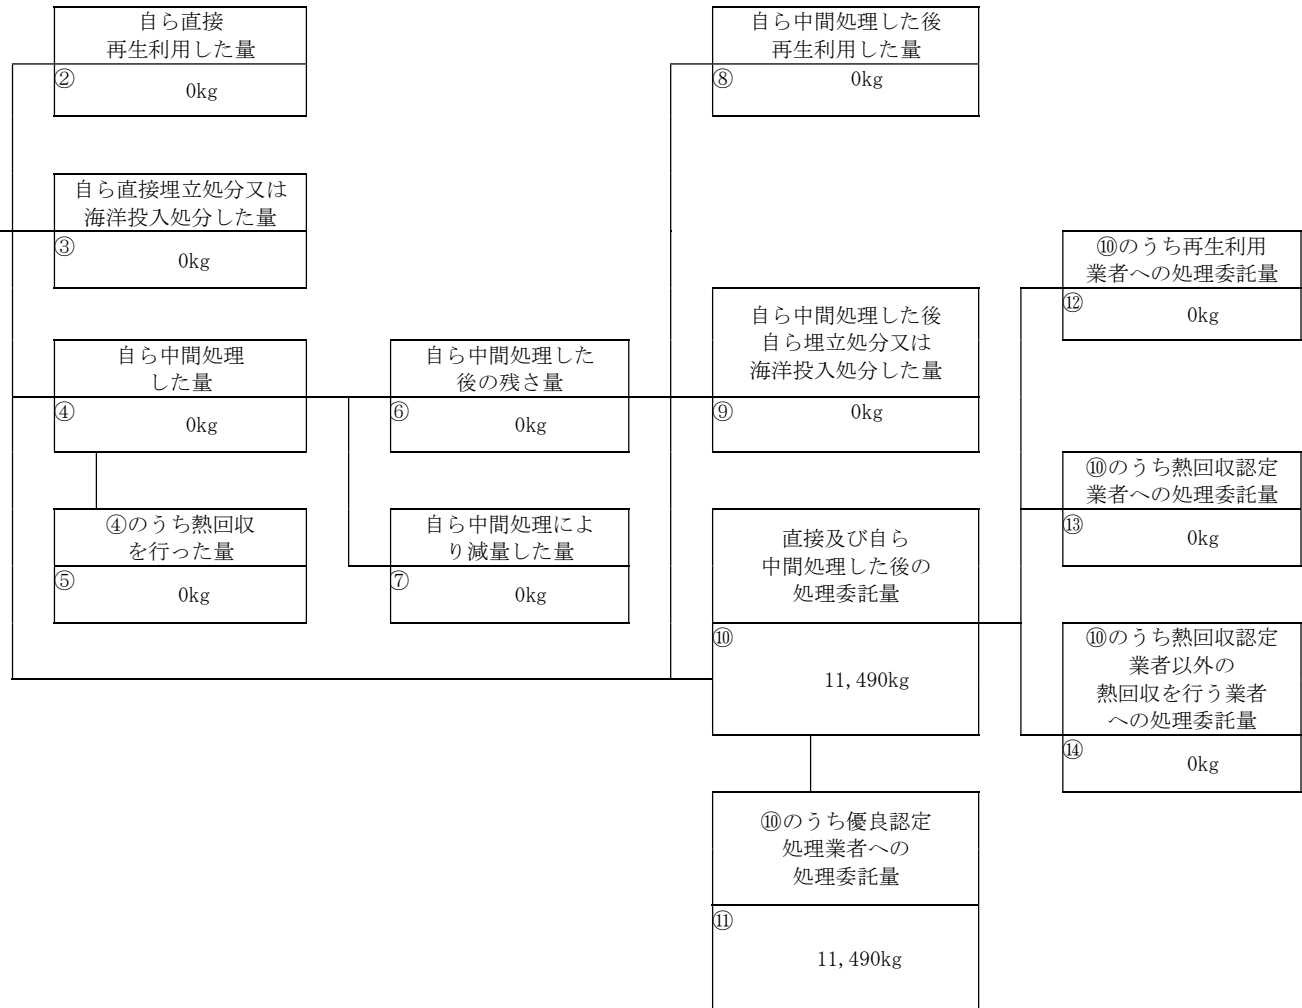 自ら直接
再生利用した量
②
0kg
自ら中間処理した後
再生利用した量
⑧
0kg
自ら直接埋立処分又は
海洋投入処分した量
③
0kg
⑩のうち再生利用
業者への処理委託量
⑫
0kg
自ら中間処理
した量
④
0kg
自ら中間処理した
後の残さ量
⑥
0kg
自ら中間処理した後
自ら埋立処分又は
海洋投入処分した量
⑨
0kg
⑩のうち熱回収認定
業者への処理委託量
⑬
0kg
④のうち熱回収
を行った量
⑤
0kg
自ら中間処理によ
り減量した量
⑦
0kg
直接及び自ら
中間処理した後の
処理委託量
⑩
11,490kg
⑩のうち熱回収認定
業者以外の
熱回収を行う業者
への処理委託量
⑭
0kg
⑩のうち優良認定
処理業者への
処理委託量
⑪
11,490kg